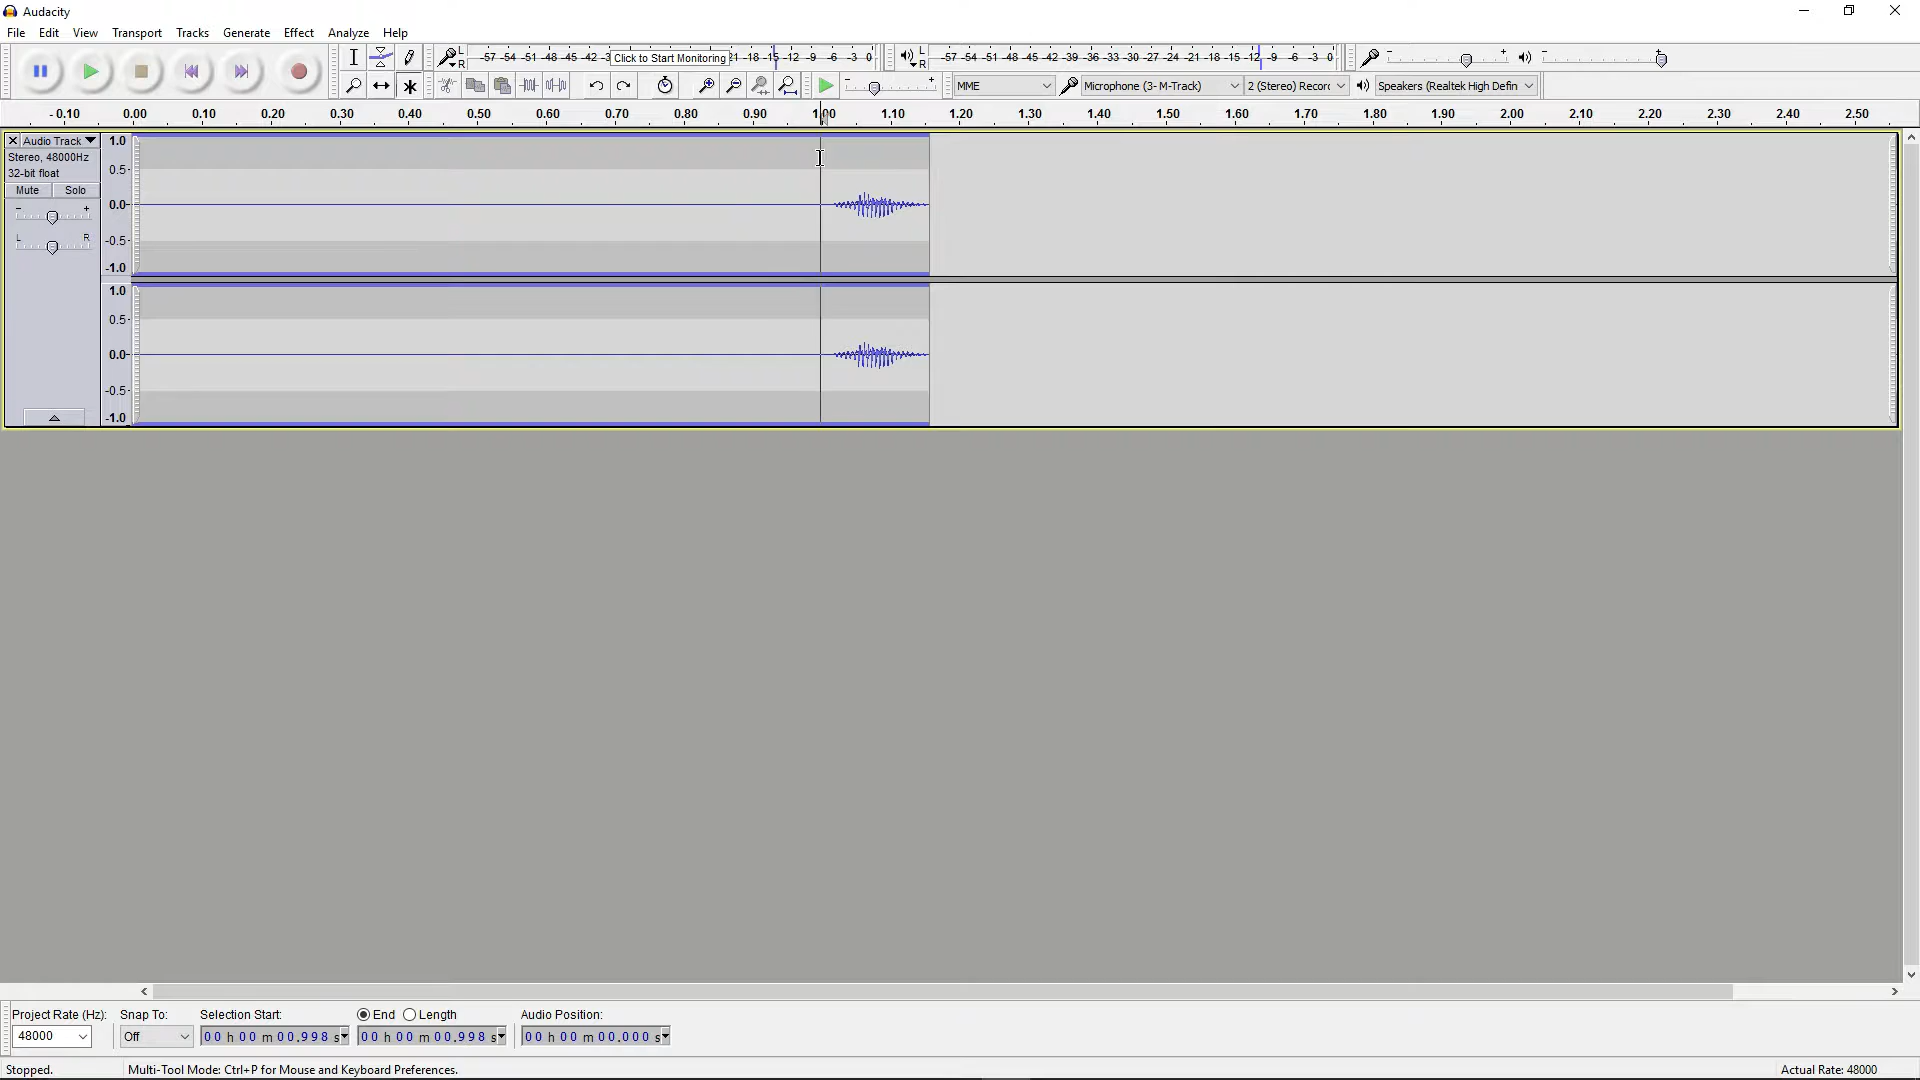 Audacity
File Edit View Transport Tracks Generate Effect Analyze Help
L R -57 -54 -51 -48 -45 -42 -3 Click to Start Monitoring 21 -18 -15 -12 -9 -6 -3 0 L R -57 -54 -51 -48 -45 -42 -39 -36 -33 -30 -27 -24 -21 -18 -15 -12 -9 -6 -3 0 - + - +
- + MME Microphone (3- M-Track) 2 (Stereo) Recorc Speakers (Realtek High Defin
-0.10 0.00 0.10 0.20 0.30 0.40 0.50 0.60 0.70 0.80 0.90 1.00 1.10 1.20 1.30 1.40 1.50 1.60 1.70 1.80 1.90 2.00 2.10 2.20 2.30 2.40 2.50
Audio Track 1.0
Stereo, 48000Hz
32-bit float 0.5
Mute Solo
- + 0.0
L R -0.5
-1.0
1.0
0.5
0.0
-0.5
-1.0
Project Rate (Hz): Snap To: Selection Start: End Length Audio Position:
48000 Off 00 h 00 m 00.998 s 00 h 00 m 00.998 s 00 h 00 m 00.000 s
Stopped. Multi-Tool Mode: Ctrl+P for Mouse and Keyboard Preferences. Actual Rate: 48000